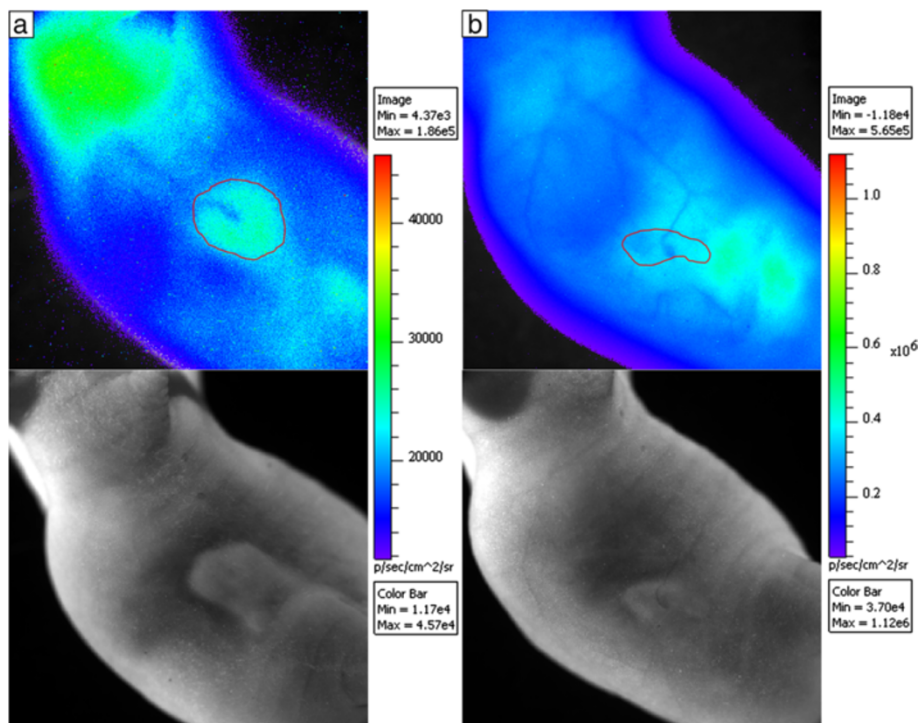 a
Image
Min = 4.37e3
Max = 1.86e5
40000
30000
20000
p/sec/cm^2/sr
Color Bar
Min = 1.17e4
Max = 4.57e4
b
Image
Min = -1.18e4
Max = 5.65e5
1.0
0.8
0.6
x10⁶
0.4
0.2
p/sec/cm^2/sr
Color Bar
Min = 3.70e4
Max = 1.12e6